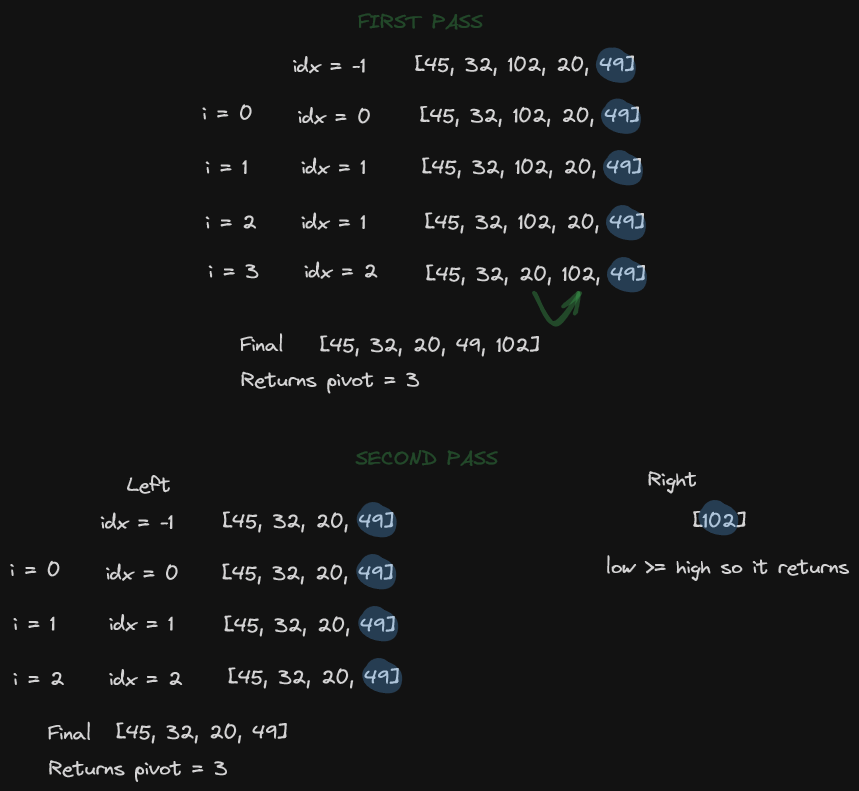 FIRST PASS
idx = -1 [45, 32, 102, 20, 49]
i = 0 idx = 0 [45, 32, 102, 20, 49]
i = 1 idx = 1 [45, 32, 102, 20, 49]
i = 2 idx = 1 [45, 32, 102, 20, 49]
i = 3 idx = 2 [45, 32, 20, 102, 49]
Final [45, 32, 20, 49, 102]
Returns pivot = 3
SECOND PASS
Left
idx = -1 [45, 32, 20, 49]
i = 0 idx = 0 [45, 32, 20, 49]
i = 1 idx = 1 [45, 32, 20, 49]
i = 2 idx = 2 [45, 32, 20, 49]
Final [45, 32, 20, 49]
Returns pivot = 3
Right
[102]
low >= high so it returns